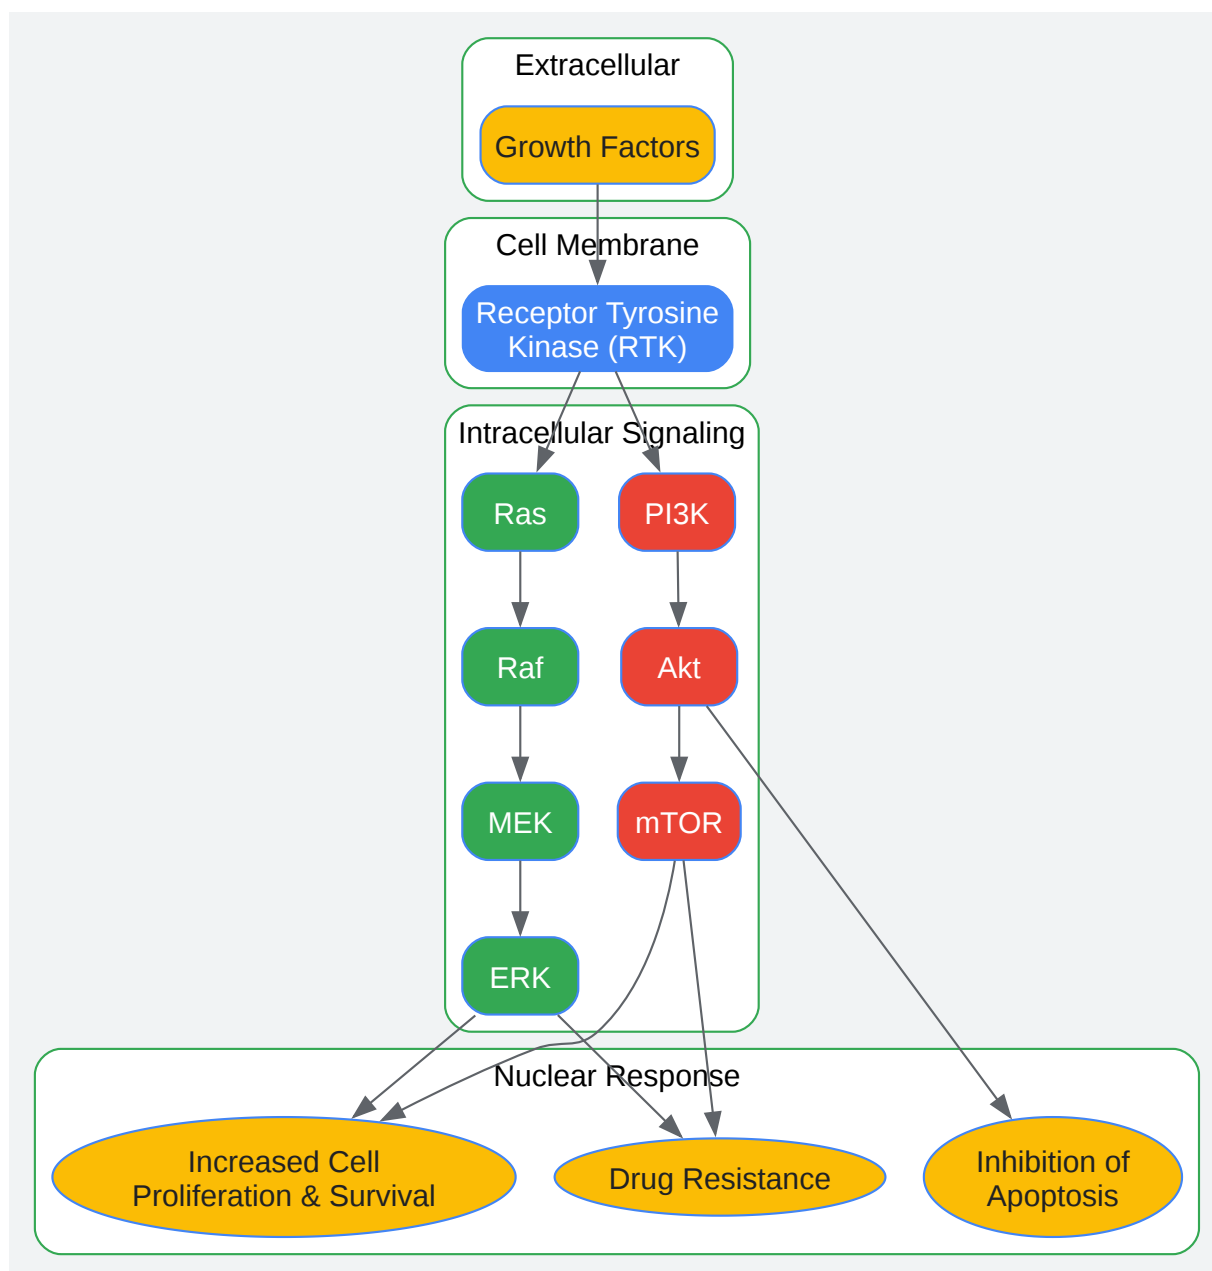 Extracellular
Growth Factors
Cell Membrane
Receptor Tyrosine
Kinase (RTK)
Intracellular Signaling
Ras
PI3K
Raf
Akt
MEK
mTOR
ERK
Nuclear Response
Increased Cell
Proliferation & Survival
Drug Resistance
Inhibition of
Apoptosis